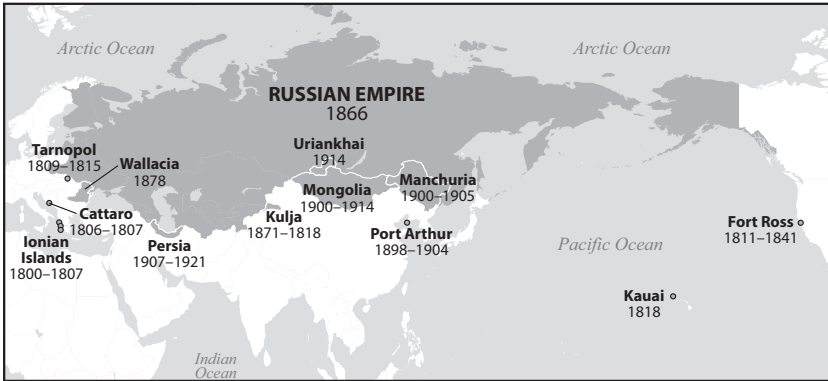 Arctic Ocean
Arctic Ocean
RUSSIAN EMPIRE
1866
Tarnopol
1809–1815
Wallacia
1878
Uriankhai
1914
Mongolia
1900–1914
Manchuria
1900–1905
Cattaro
1806–1807
Kulja
1871–1818
Port Arthur
1898–1904
Fort Ross
1811–1841
Ionian
Islands
1800–1807
Persia
1907–1921
Pacific Ocean
Kauai
1818
Indian
Ocean